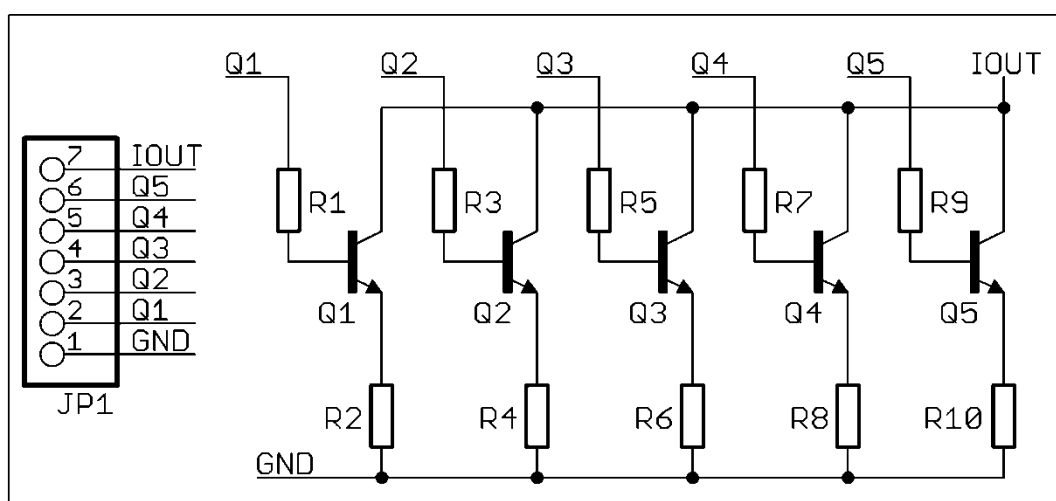 Q1 Q2 Q3 Q4 Q5 IOUT
7 IOUT
6 Q5
5 Q4
4 Q3
3 Q2
2 Q1
1 GND
JP1
R1 R3 R5 R7 R9
Q1 Q2 Q3 Q4 Q5
R2 R4 R6 R8 R10
GND